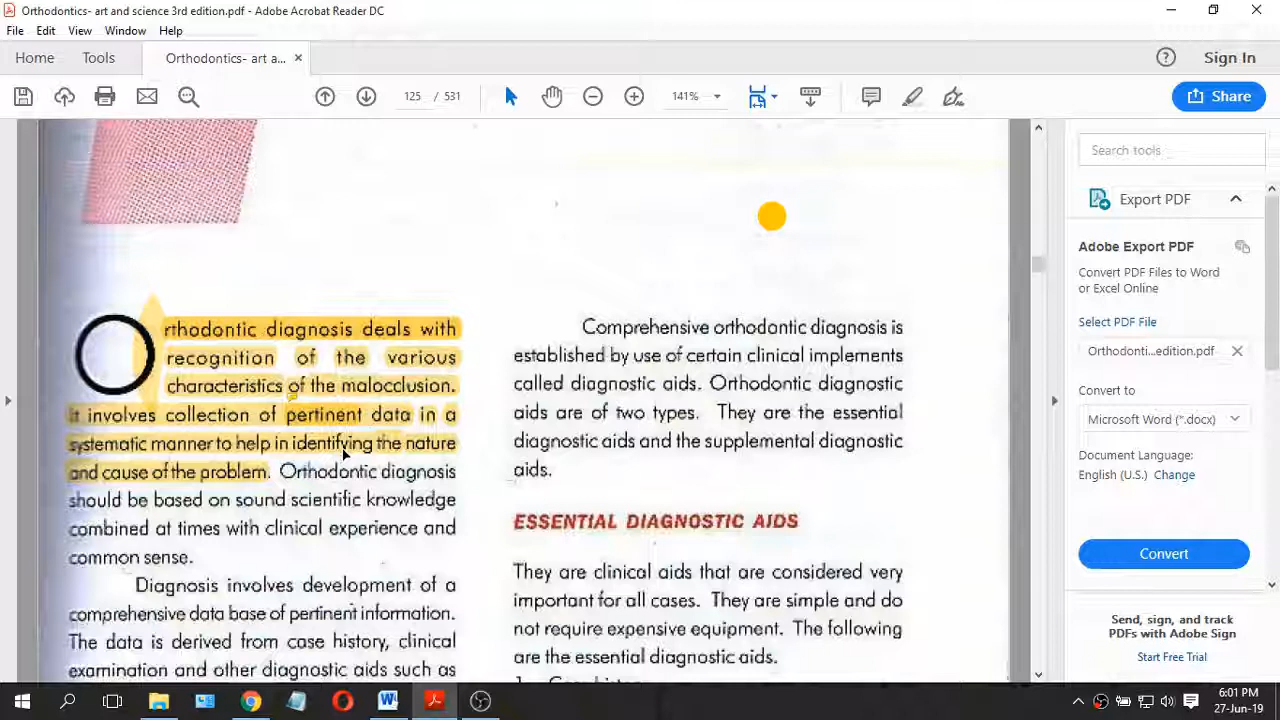 Orthodontics- art and science 3rd edition.pdf - Adobe Acrobat Reader DC
File Edit View Window Help
Home Tools Orthodontics- art a... Sign In
125 / 531 141% Share
Orthodontic diagnosis deals with
recognition of the various
characteristics of the malocclusion.
It involves collection of pertinent data in a
systematic manner to help in identifying the nature
and cause of the problem. Orthodontic diagnosis
should be based on sound scientific knowledge
combined at times with clinical experience and
common sense.
Diagnosis involves development of a
comprehensive data base of pertinent information.
The data is derived from case history, clinical
examination and other diagnostic aids such as
Comprehensive orthodontic diagnosis is
established by use of certain clinical implements
called diagnostic aids. Orthodontic diagnostic
aids are of two types. They are the essential
diagnostic aids and the supplemental diagnostic
aids.
ESSENTIAL DIAGNOSTIC AIDS
They are clinical aids that are considered very
important for all cases. They are simple and do
not require expensive equipment. The following
are the essential diagnostic aids.
Search tools
Export PDF
Adobe Export PDF
Convert PDF Files to Word
or Excel Online
Select PDF File
Orthodonti...edition.pdf
Convert to
Microsoft Word (*.docx)
Document Language:
English (U.S.) Change
Convert
Send, sign, and track
PDFs with Adobe Sign
Start Free Trial
6:01 PM
27-Jun-19